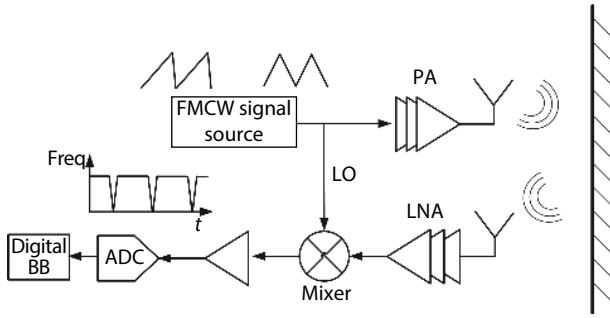 PA
FMCW signal
source
Freq
LO
LNA
t
Digital
BB
ADC
Mixer